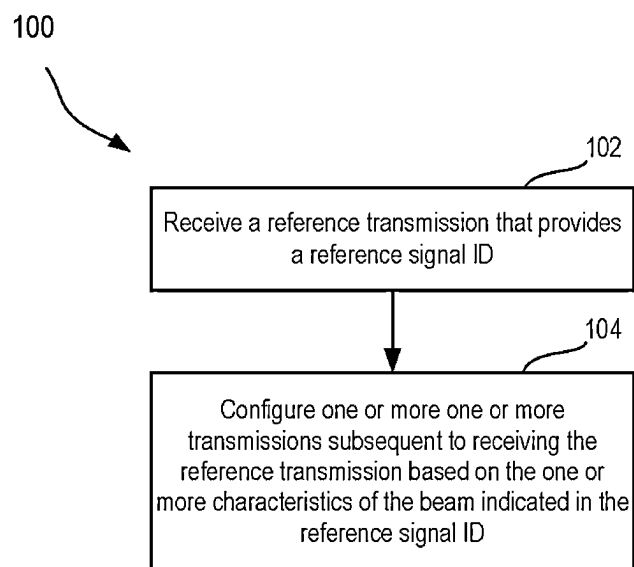 100
102
Receive a reference transmission that provides
a reference signal ID
104
Configure one or more one or more
transmissions subsequent to receiving the
reference transmission based on the one or
more characteristics of the beam indicated in the
reference signal ID